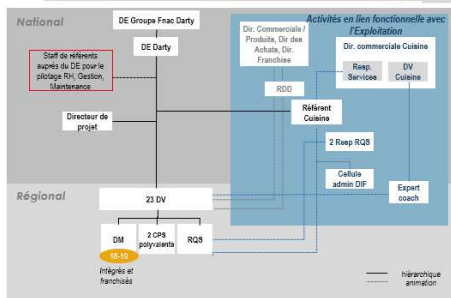 National
DE Groupe Fnac Darty
DE Darty
Staf de référents
auprés du DE pour le
pilotage RH, Gestion,
Maintenance
Directeur de
projet
Dir. Commerciale /
Produits, Dir des
Achats, Dir.
Franchise
RDD
Activités en lien fonctionnelle avec
l'Exploitation
Dir. commerciale Cuisine
Resp.
Services
DV
Cuisine
Référent
Cuisine
2 Resp RQS
Cellule
admin DIF
Expert
coach
Régional
23 DV
DM
2 CPS
polyvalents
RQS
18-19
Intégrés et
franchisés
hiérarchique
animation